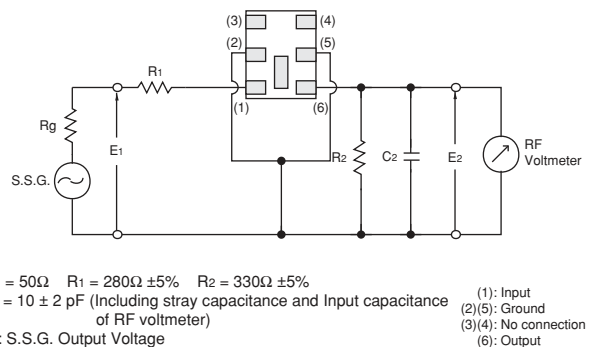 (3)
(4)
(2)
(5)
R1
(1)
(6)
Rg
E1
R2
C2
E2
RF
Voltmeter
S.S.G.
= 50Ω R1 = 280Ω ±5% R2 = 330Ω ±5%
= 10 ± 2 pF (Including stray capacitance and Input capacitance
of RF voltmeter)
: S.S.G. Output Voltage
(1): Input
(2)(5): Ground
(3)(4): No connection
(6): Output